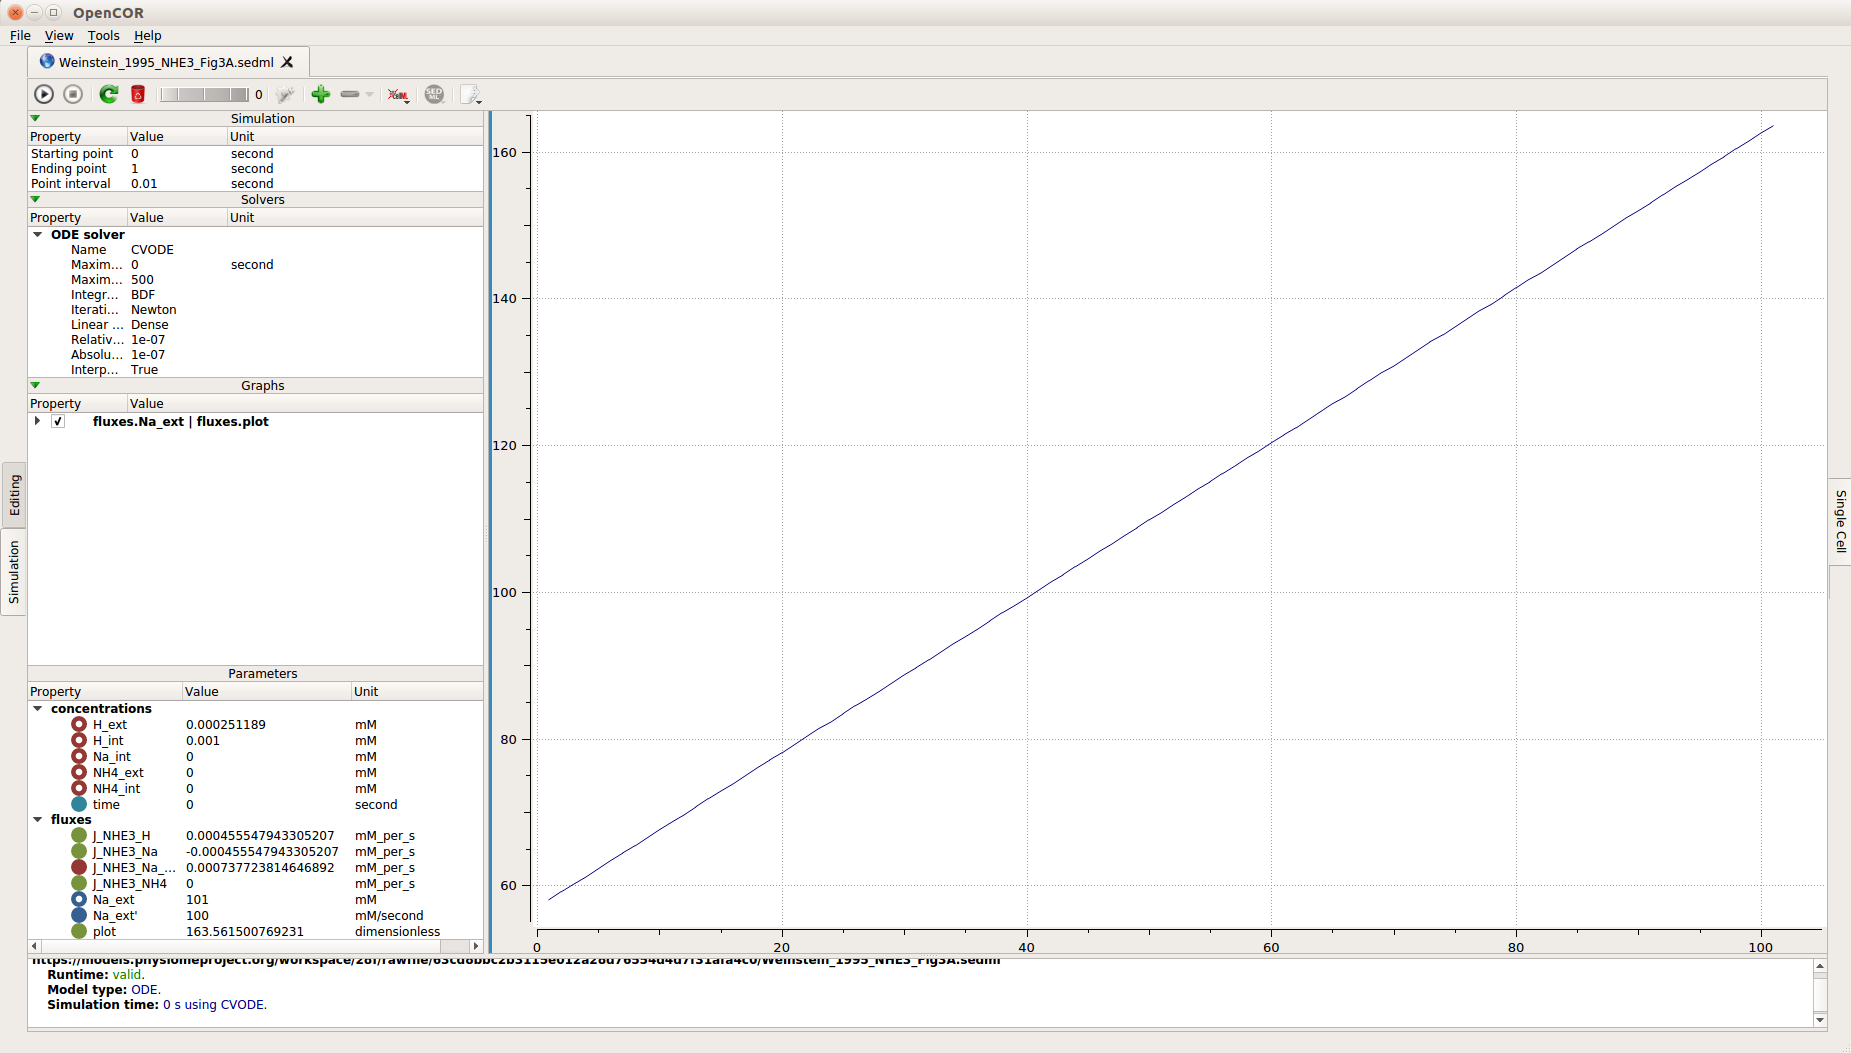 OpenCOR
File View Tools Help
Weinstein_1995_NHE3_Fig3A.sedml
0
CellML
SED ML
Simulation
Property Value Unit
Starting point 0 second
Ending point 1 second
Point interval 0.01 second
Solvers
Property Value Unit
ODE solver
Name CVODE
Maxim... 0 second
Maxim... 500
Integr... BDF
Iterati... Newton
Linear ... Dense
Relativ... 1e-07
Absolu... 1e-07
Interp... True
Graphs
Property Value
fluxes.Na_ext | fluxes.plot
Parameters
Property Value Unit
concentrations
H_ext 0.000251189 mM
H_int 0.001 mM
Na_int 0 mM
NH4_ext 0 mM
NH4_int 0 mM
time 0 second
fluxes
J_NHE3_H 0.000455547943305207 mM_per_s
J_NHE3_Na -0.000455547943305207 mM_per_s
J_NHE3_Na_... 0.000737723814646892 mM_per_s
J_NHE3_NH4 0 mM_per_s
Na_ext 101 mM
Na_ext' 100 mM/second
plot 163.561500769231 dimensionless
160
140
120
100
80
60
0 20 40 60 80 100
Editing
Simulation
Single Cell
Runtime: valid.
Model type: ODE.
Simulation time: 0 s using CVODE.